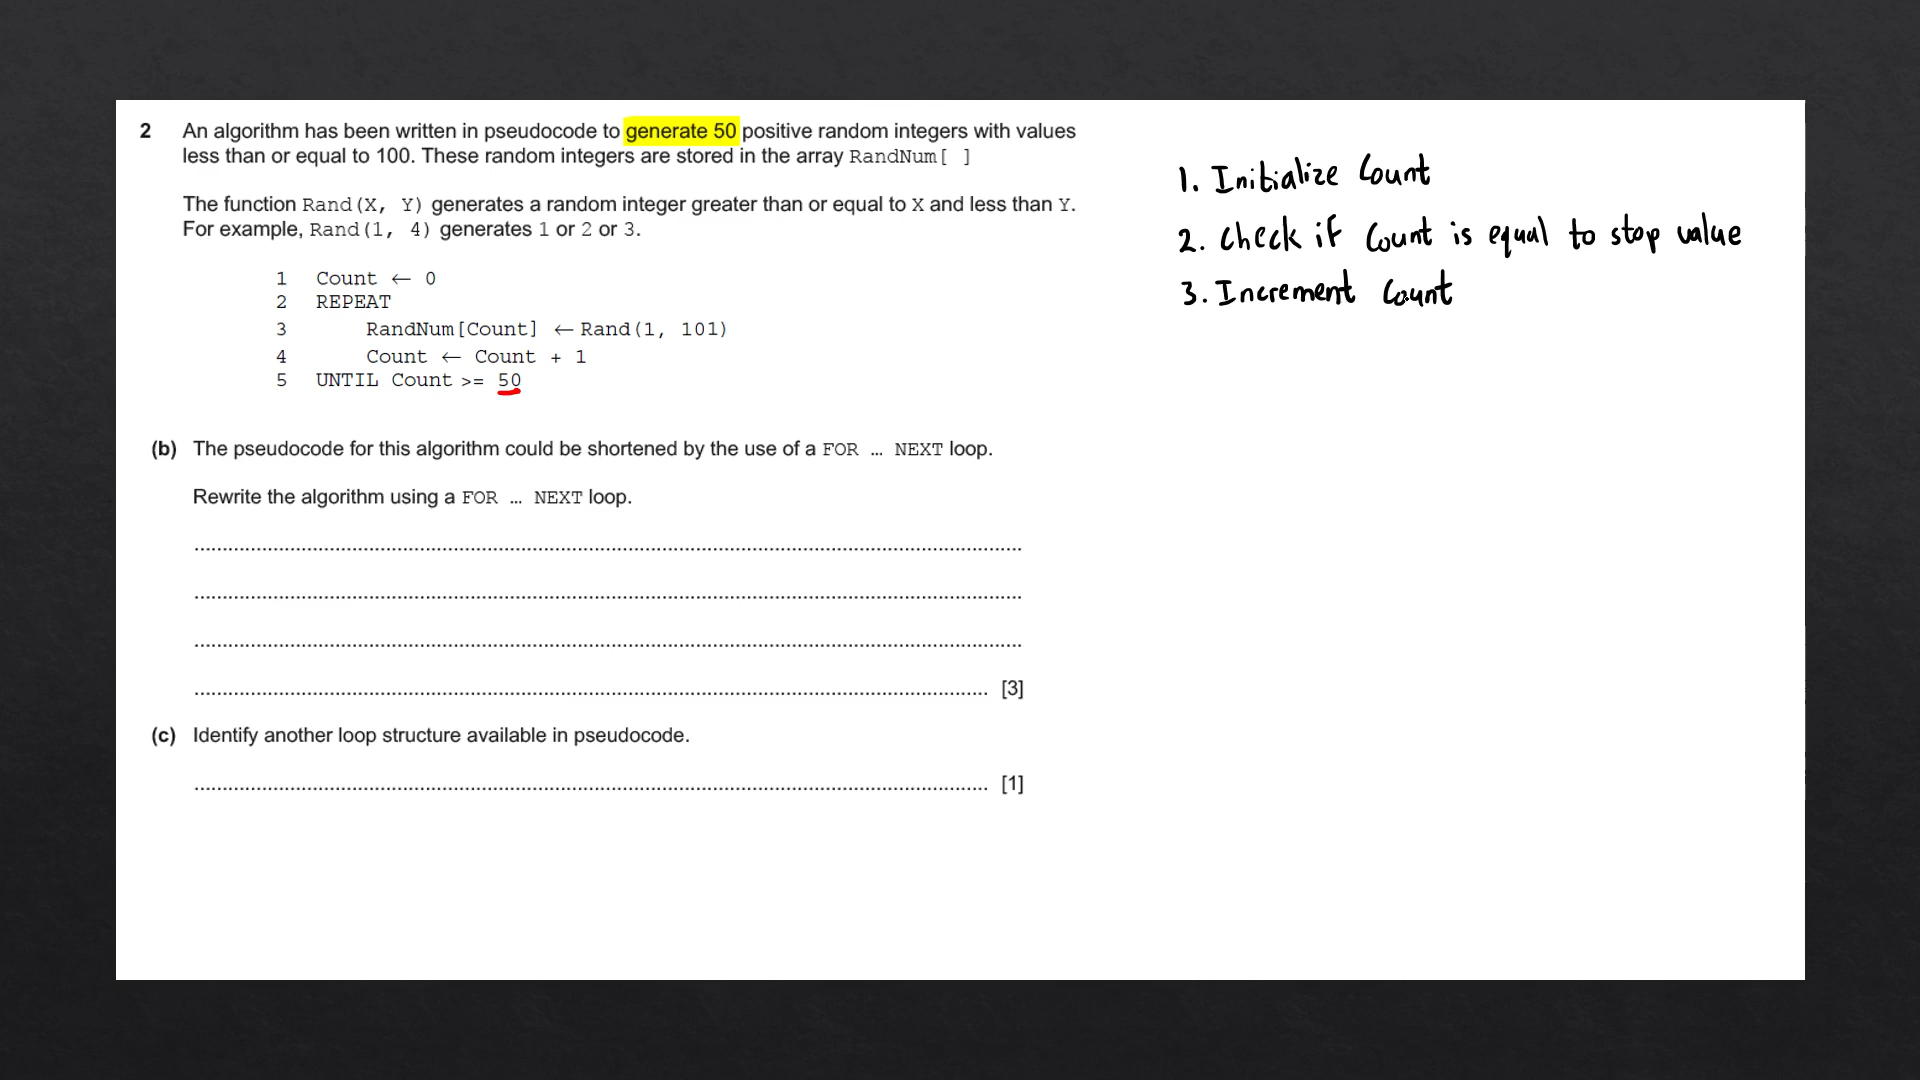 2 An algorithm has been written in pseudocode to generate 50 positive random integers with values
less than or equal to 100. These random integers are stored in the array RandNum[ ]
The function Rand(X, Y) generates a random integer greater than or equal to X and less than Y.
For example, Rand(1, 4) generates 1 or 2 or 3.
1 Count ← 0
2 REPEAT
3 RandNum[Count] ← Rand(1, 101)
4 Count ← Count + 1
5 UNTIL Count >= 50
(b) The pseudocode for this algorithm could be shortened by the use of a FOR … NEXT loop.
Rewrite the algorithm using a FOR … NEXT loop.
[3]
(c) Identify another loop structure available in pseudocode.
[1]
1. Initialize Count
2. Check if Count is equal to stop value
3. Increment Count